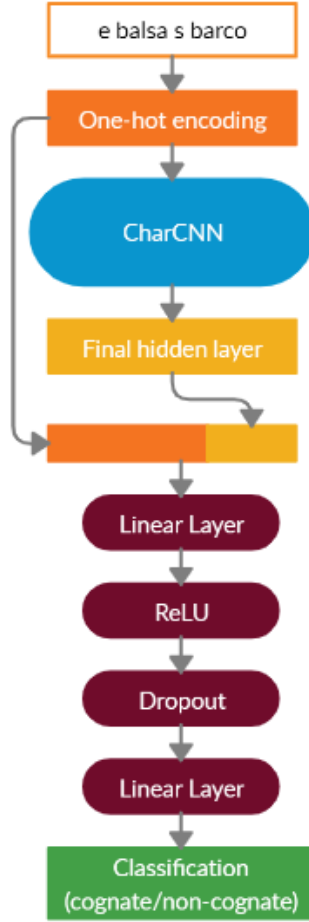 e balsa s barco
One-hot encoding
CharCNN
Final hidden layer
Linear Layer
ReLU
Dropout
Linear Layer
Classification
(cognate/non-cognate)